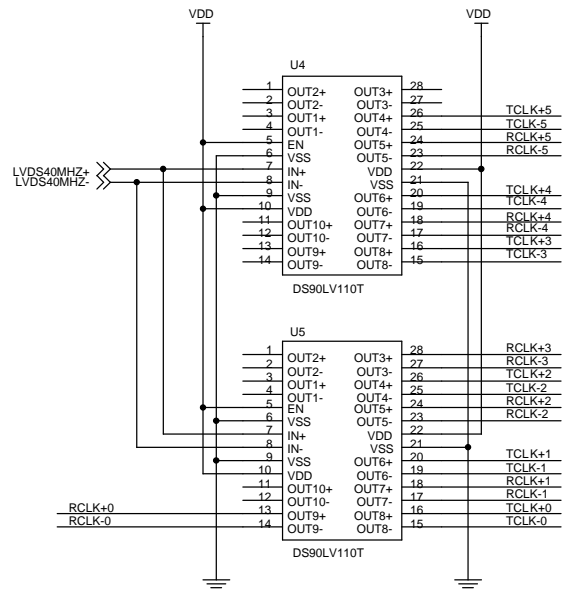 VDD VDD
U4
1 OUT2+ OUT3+ 28
2 OUT2- OUT3- 27
3 OUT1+ OUT4+ 26 TCLK+5
4 OUT1- OUT4- 25 TCLK-5
5 EN OUT5+ 24 RCLK+5
6 VSS OUT5- 23 RCLK-5
LVDS40MHZ+ 7 IN+ VDD 22
LVDS40MHZ- 8 IN- VSS 21
9 VSS OUT6+ 20 TCLK+4
10 VDD OUT6- 19 TCLK-4
11 OUT10+ OUT7+ 18 RCLK+4
12 OUT10- OUT7- 17 RCLK-4
13 OUT9+ OUT8+ 16 TCLK+3
14 OUT9- OUT8- 15 TCLK-3
DS90LV110T
U5
1 OUT2+ OUT3+ 28 RCLK+3
2 OUT2- OUT3- 27 RCLK-3
3 OUT1+ OUT4+ 26 TCLK+2
4 OUT1- OUT4- 25 TCLK-2
5 EN OUT5+ 24 RCLK+2
6 VSS OUT5- 23 RCLK-2
7 IN+ VDD 22
8 IN- VSS 21
9 VSS OUT6+ 20 TCLK+1
10 VDD OUT6- 19 TCLK-1
11 OUT10+ OUT7+ 18 RCLK+1
12 OUT10- OUT7- 17 RCLK-1
RCLK+0 13 OUT9+ OUT8+ 16 TCLK+0
RCLK-0 14 OUT9- OUT8- 15 TCLK-0
DS90LV110T